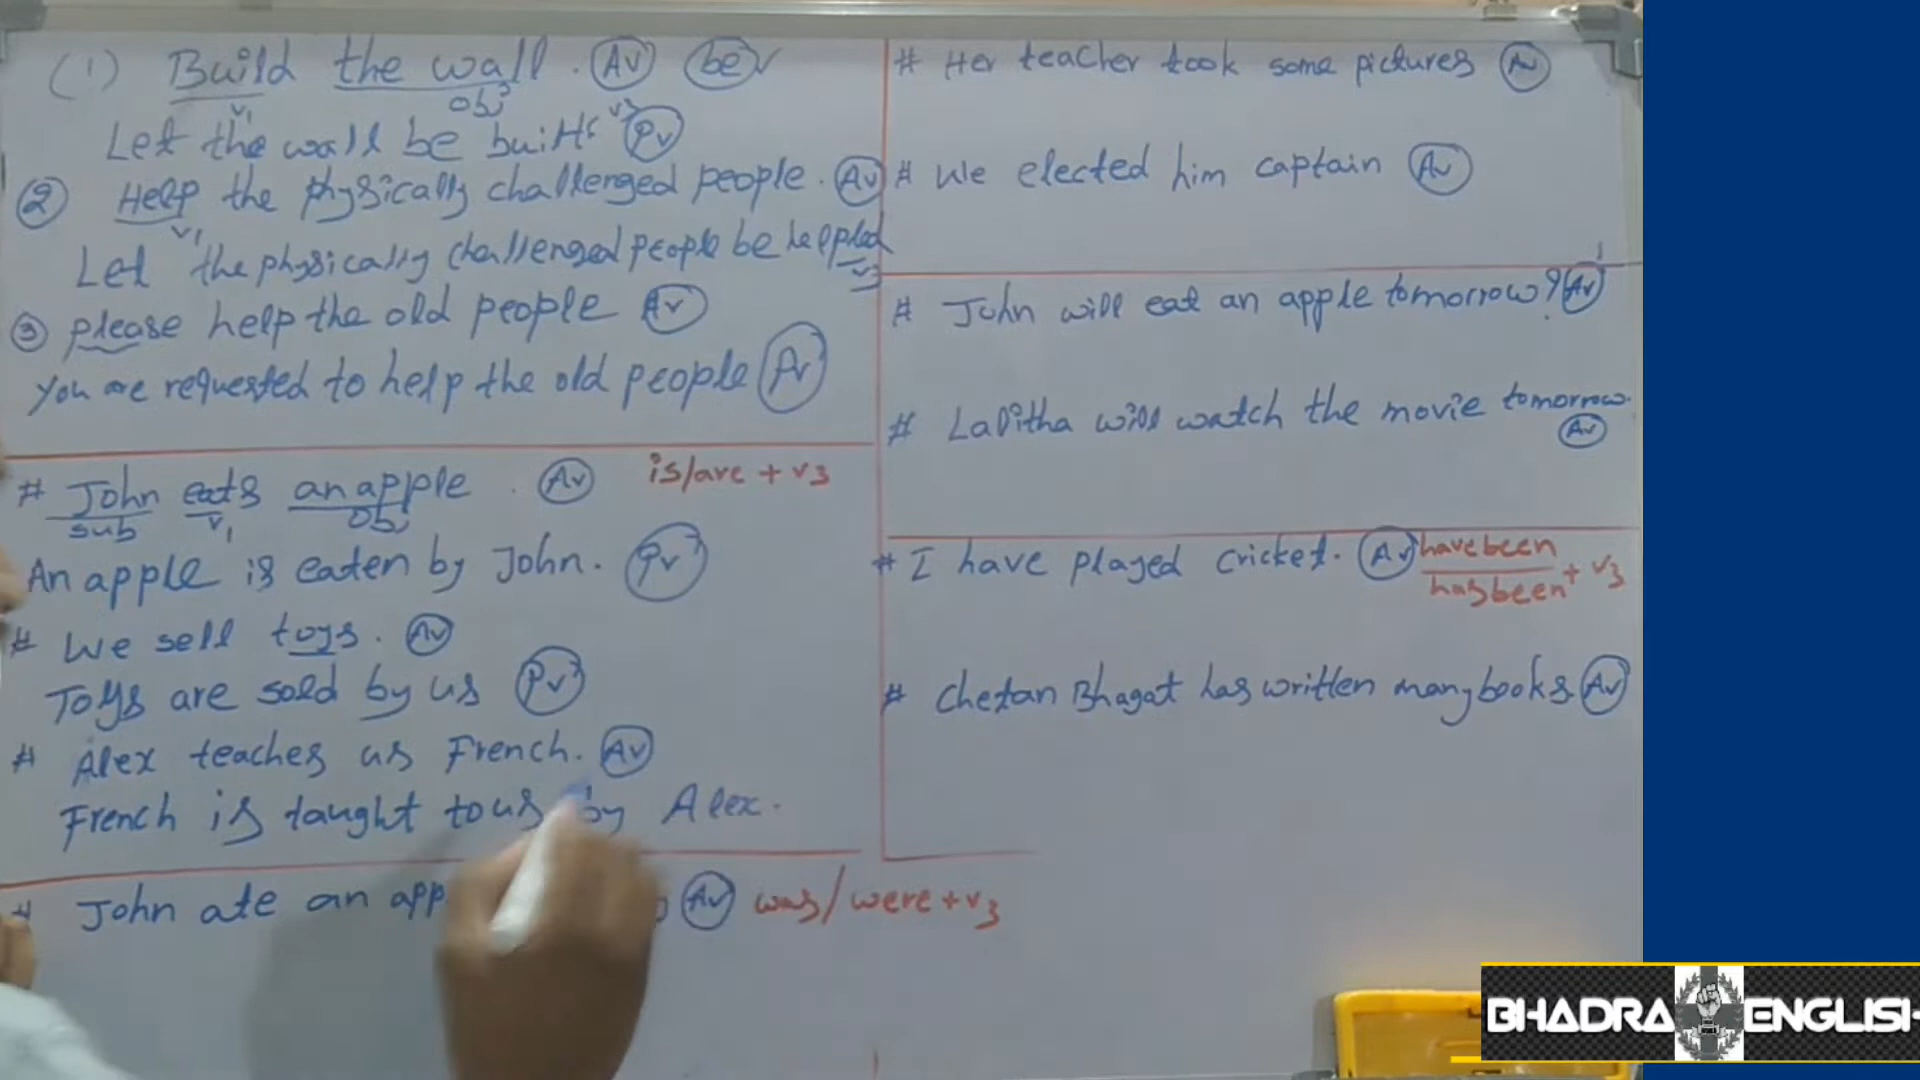 (1) Build the wall. AV be
V1 obj
Let the wall be built V3 PV
2 Help the physically challenged people. AV
V1
Let the physically challenged people be helpled
V3
3 please help the old people AV
You are requested to help the old people AV
# John eats an apple. AV is/are + V3
sub V1 obj
An apple is eaten by John. PV
# We sell toys. AV
Toys are sold by us PV
# Alex teaches us French. AV
French is taught to us by Alex.
# John ate an app AV was/were + V3
# Her teacher took some pictures AV
# We elected him captain AV
# John will eat an apple tomorrow? AV
# Lalitha will watch the movie tomorrow.
AV
# I have played cricket. AV have been
has been + V3
# Chetan Bhagat has written many books AV
BHADRA ENGLISH